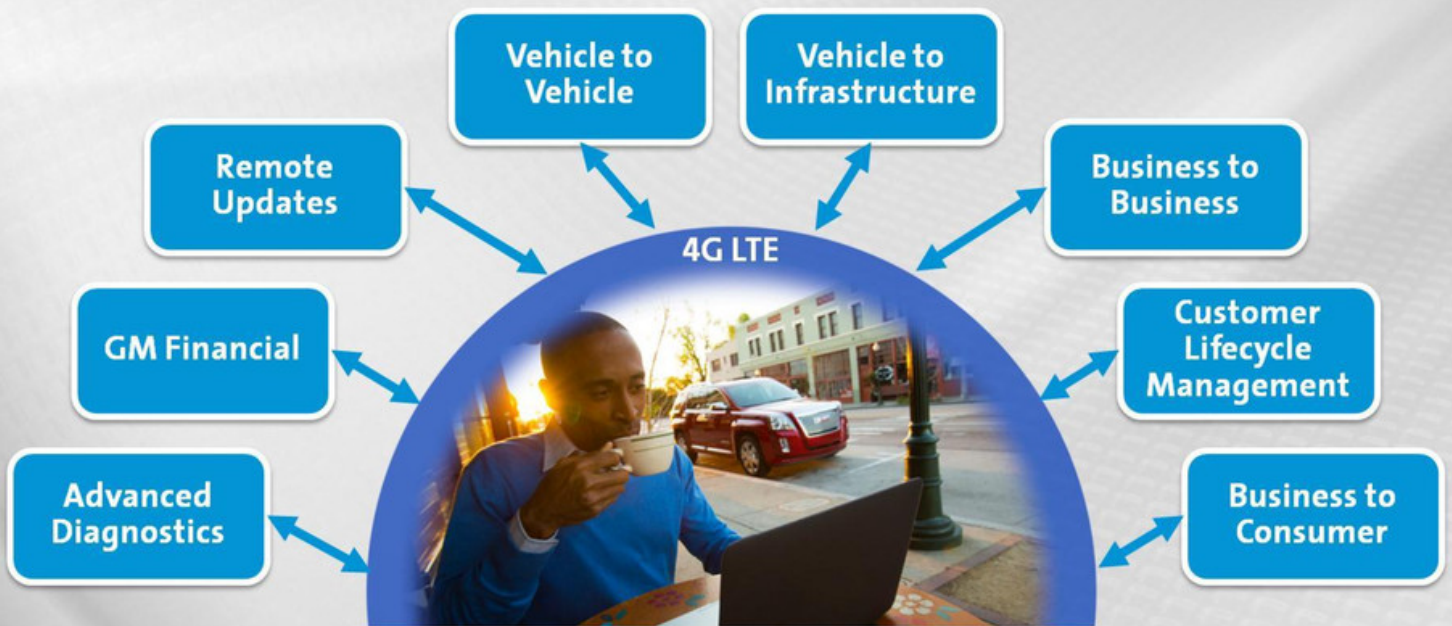 Vehicle to
Vehicle
Vehicle to
Infrastructure
Remote
Updates
Business to
Business
4G LTE
GM Financial
Customer
Lifecycle
Management
Advanced
Diagnostics
Business to
Consumer